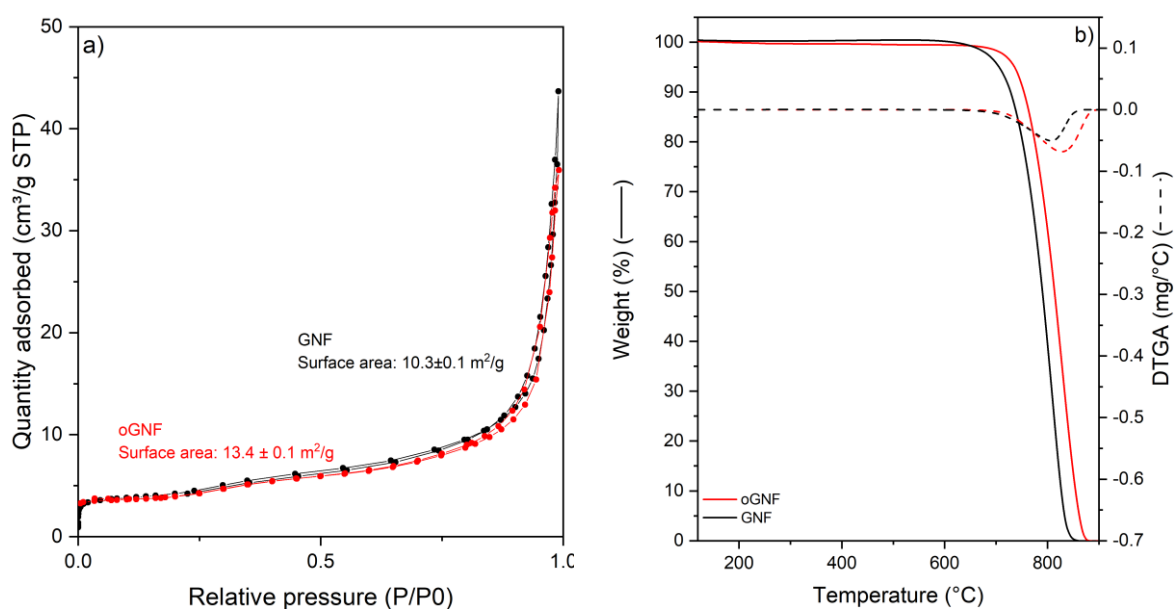 a)
50
40
30
20
10
0
Quantity adsorbed (cm³/g STP)
GNF
Surface area: 10.3±0.1 m²/g
oGNF
Surface area: 13.4 ± 0.1 m²/g
0.0
0.5
1.0
Relative pressure (P/P0)
b)
100
90
80
70
60
50
40
30
20
10
0
Weight (%) (——)
0.1
0.0
-0.1
-0.2
-0.3
-0.4
-0.5
-0.6
-0.7
DTGA (mg/°C) (– – –·)
oGNF
GNF
200
400
600
800
Temperature (°C)